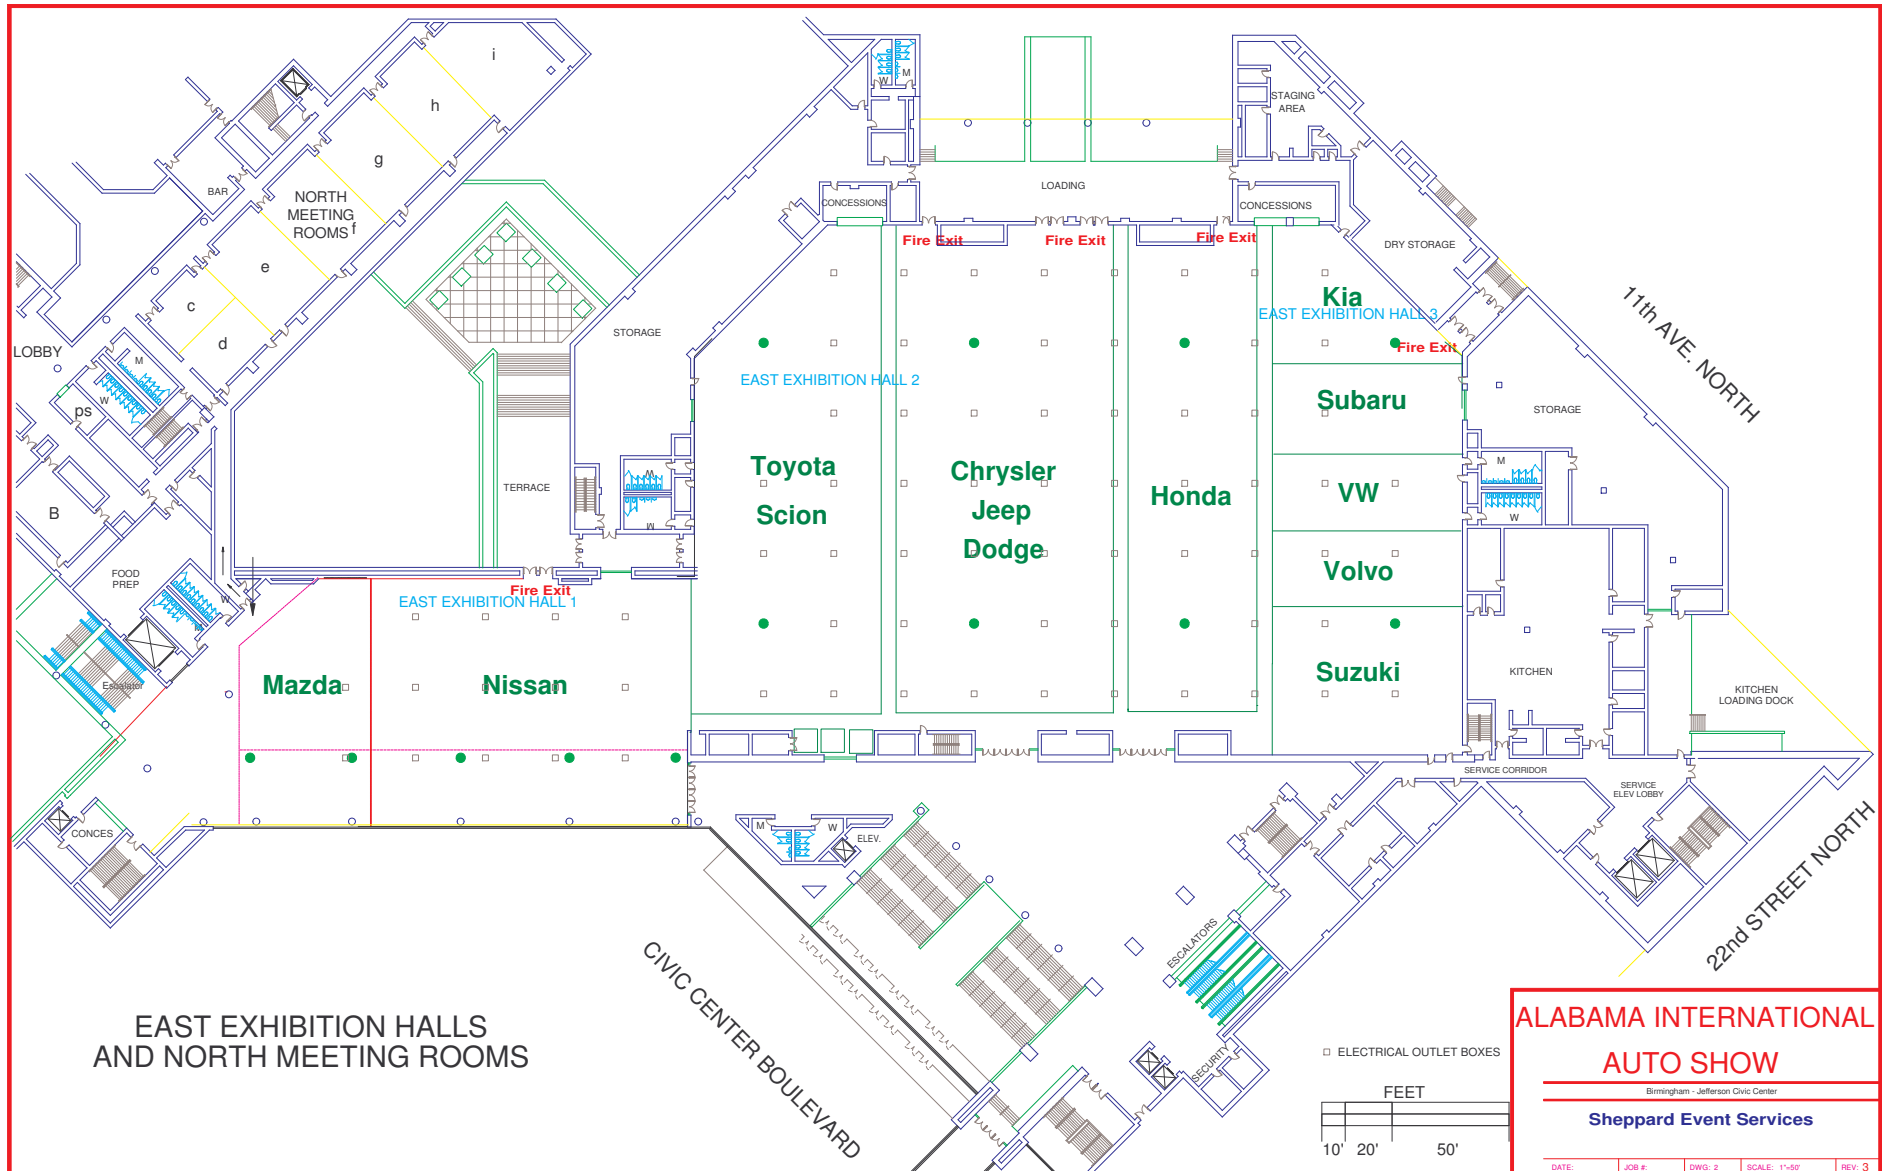 i
h
g
NORTH
MEETING
ROOMS
f
e
c
d
BAR
LOBBY
M
W
ps
B
FOOD
PREP
W
Escalator
CONCES
STORAGE
TERRACE
W
M
W
M
CONCESSIONS
LOADING
CONCESSIONS
STAGING
AREA
DRY STORAGE
Fire Exit
Fire Exit
Fire Exit
Kia
EAST EXHIBITION HALL 3
Fire Exit
11th AVE. NORTH
EAST EXHIBITION HALL 2
Subaru
STORAGE
Toyota
Scion
Chrysler
Jeep
Dodge
Honda
VW
M
W
Volvo
Fire Exit
EAST EXHIBITION HALL 1
Mazda
Nissan
Suzuki
KITCHEN
KITCHEN
LOADING DOCK
SERVICE CORRIDOR
SERVICE
ELEV LOBBY
22nd STREET NORTH
M
W
ELEV.
ESCALATORS
SECURITY
CIVIC CENTER BOULEVARD
EAST EXHIBITION HALLS
AND NORTH MEETING ROOMS
ELECTRICAL OUTLET BOXES
FEET
10' 20' 50'
ALABAMA INTERNATIONAL
AUTO SHOW
Birmingham - Jefferson Civic Center
Sheppard Event Services
DATE: JOB #: DWG: 2 SCALE: 1"=50' REV: 3